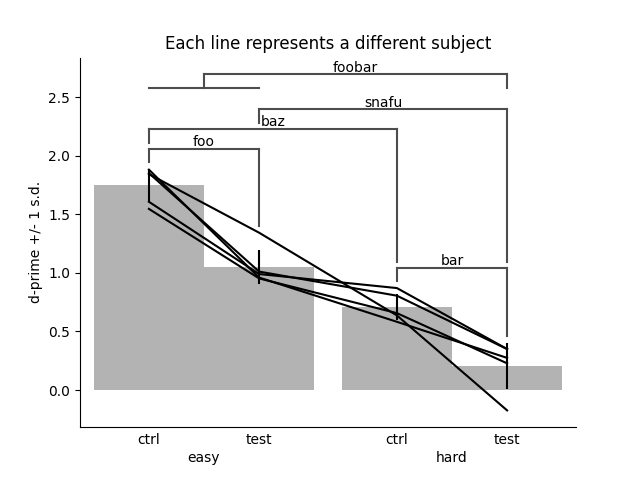 Each line represents a different subject
foobar
snafu
baz
foo
bar
d-prime +/- 1 s.d.
2.5
2.0
1.5
1.0
0.5
0.0
ctrl test ctrl test
easy hard